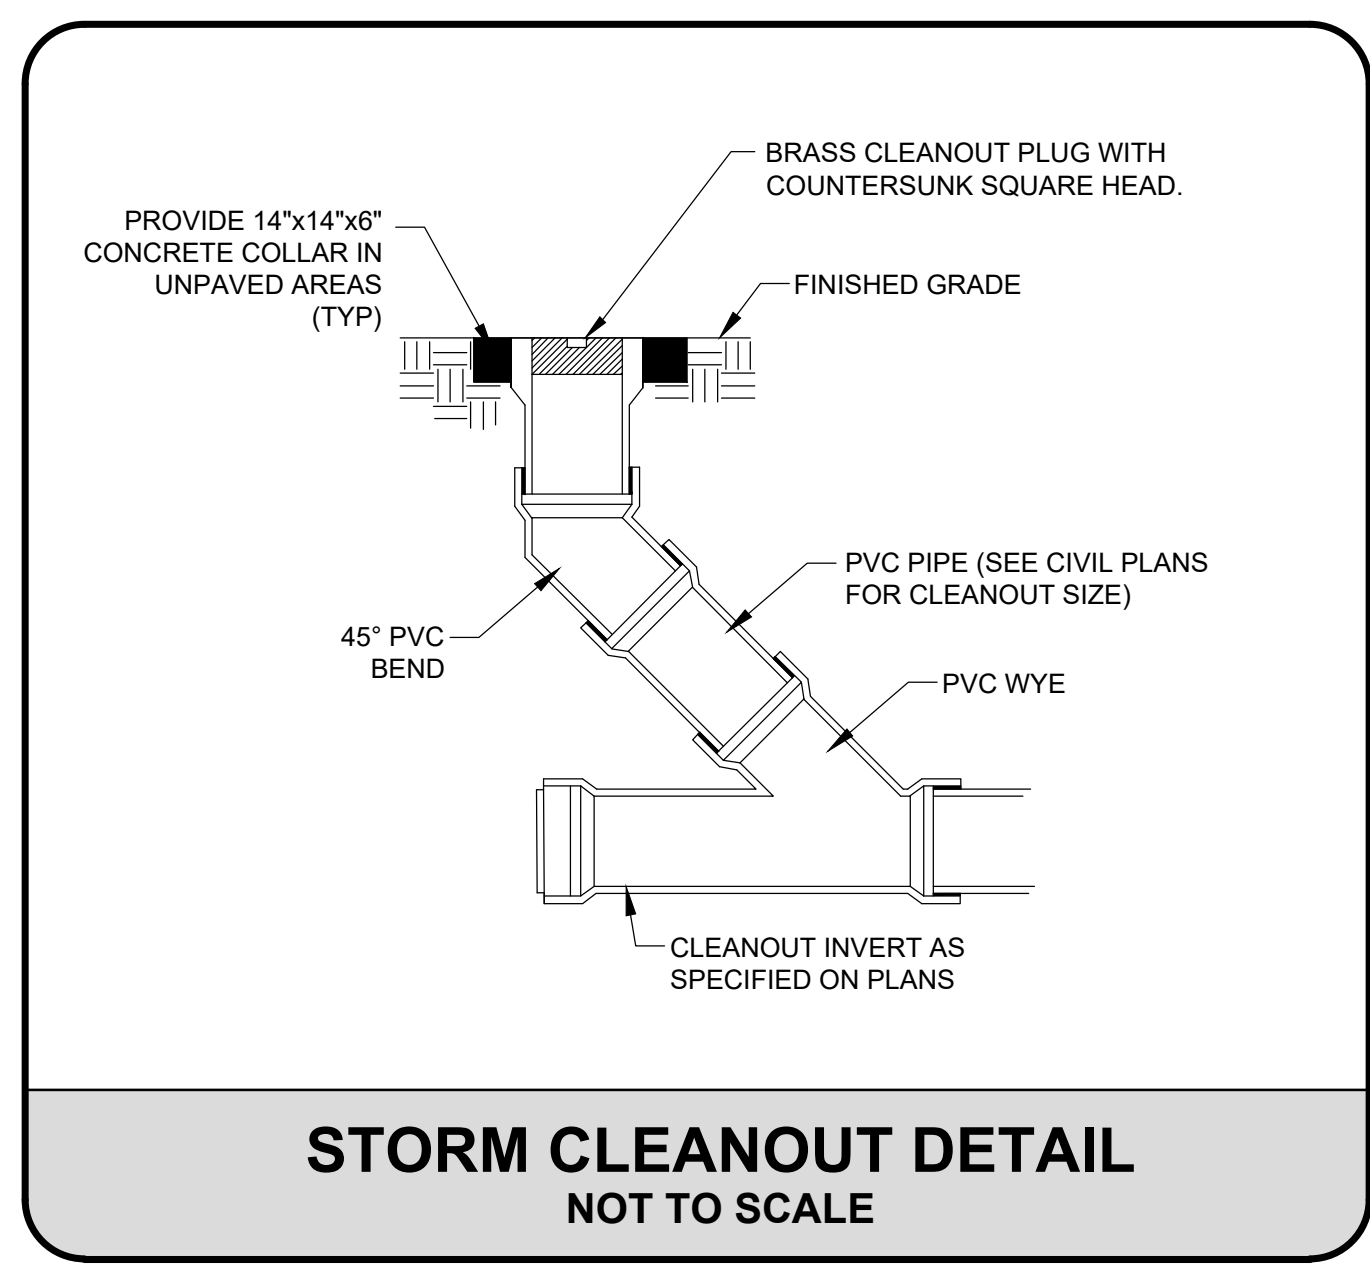 BRASS CLEANOUT PLUG WITH
COUNTERSUNK SQUARE HEAD.
PROVIDE 14"x14"x6"
CONCRETE COLLAR IN
UNPAVED AREAS
(TYP)
FINISHED GRADE
PVC PIPE (SEE CIVIL PLANS
FOR CLEANOUT SIZE)
45° PVC
BEND
PVC WYE
CLEANOUT INVERT AS
SPECIFIED ON PLANS
STORM CLEANOUT DETAIL
NOT TO SCALE